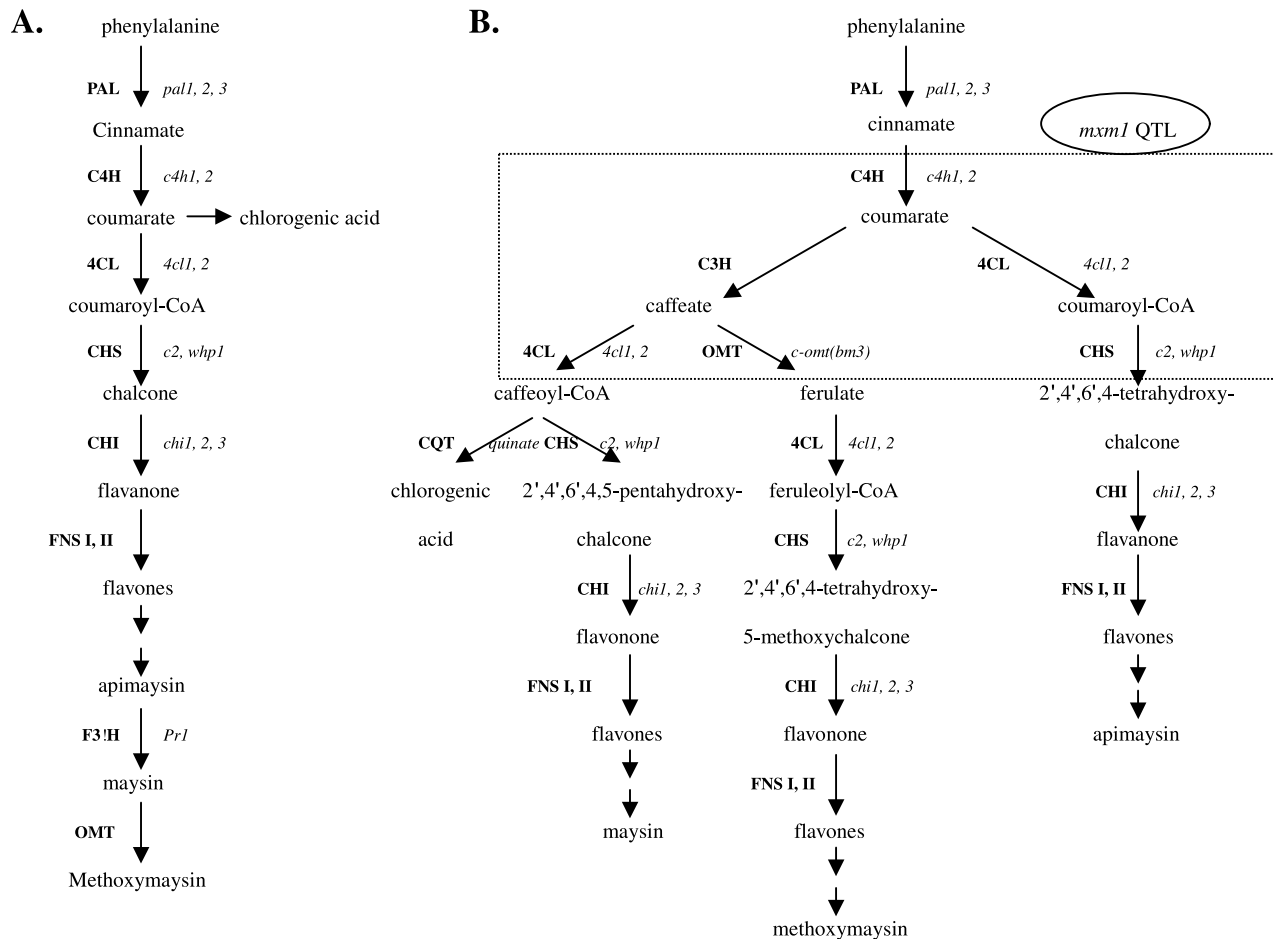 A.
phenylalanine
PAL pal1, 2, 3
Cinnamate
C4H c4h1, 2
coumarate chlorogenic acid
4CL 4cl1, 2
coumaroyl-CoA
CHS c2, whp1
chalcone
CHI chi1, 2, 3
flavanone
FNS I, II
flavones
apimaysin
F3!H Pr1
maysin
OMT
Methoxymaysin
B.
phenylalanine
PAL pal1, 2, 3
cinnamate
mxm1 QTL
C4H c4h1, 2
coumarate
C3H
4CL 4cl1, 2
caffeate
coumaroyl-CoA
4CL 4cl1, 2
OMT c-omt(bm3)
CHS c2, whp1
caffeoyl-CoA
ferulate
2',4',6',4-tetrahydroxy-
chalcone
CQT quinate CHS c2, whp1
4CL 4cl1, 2
chlorogenic
acid
2',4',6',4,5-pentahydroxy-
chalcone
feruleolyl-CoA
CHI chi1, 2, 3
flavanone
CHS c2, whp1
CHI chi1, 2, 3
2',4',6',4-tetrahydroxy-
5-methoxychalcone
FNS I, II
flavonone
flavones
FNS I, II
CHI chi1, 2, 3
flavones
flavonone
apimaysin
FNS I, II
maysin
flavones
methoxymaysin